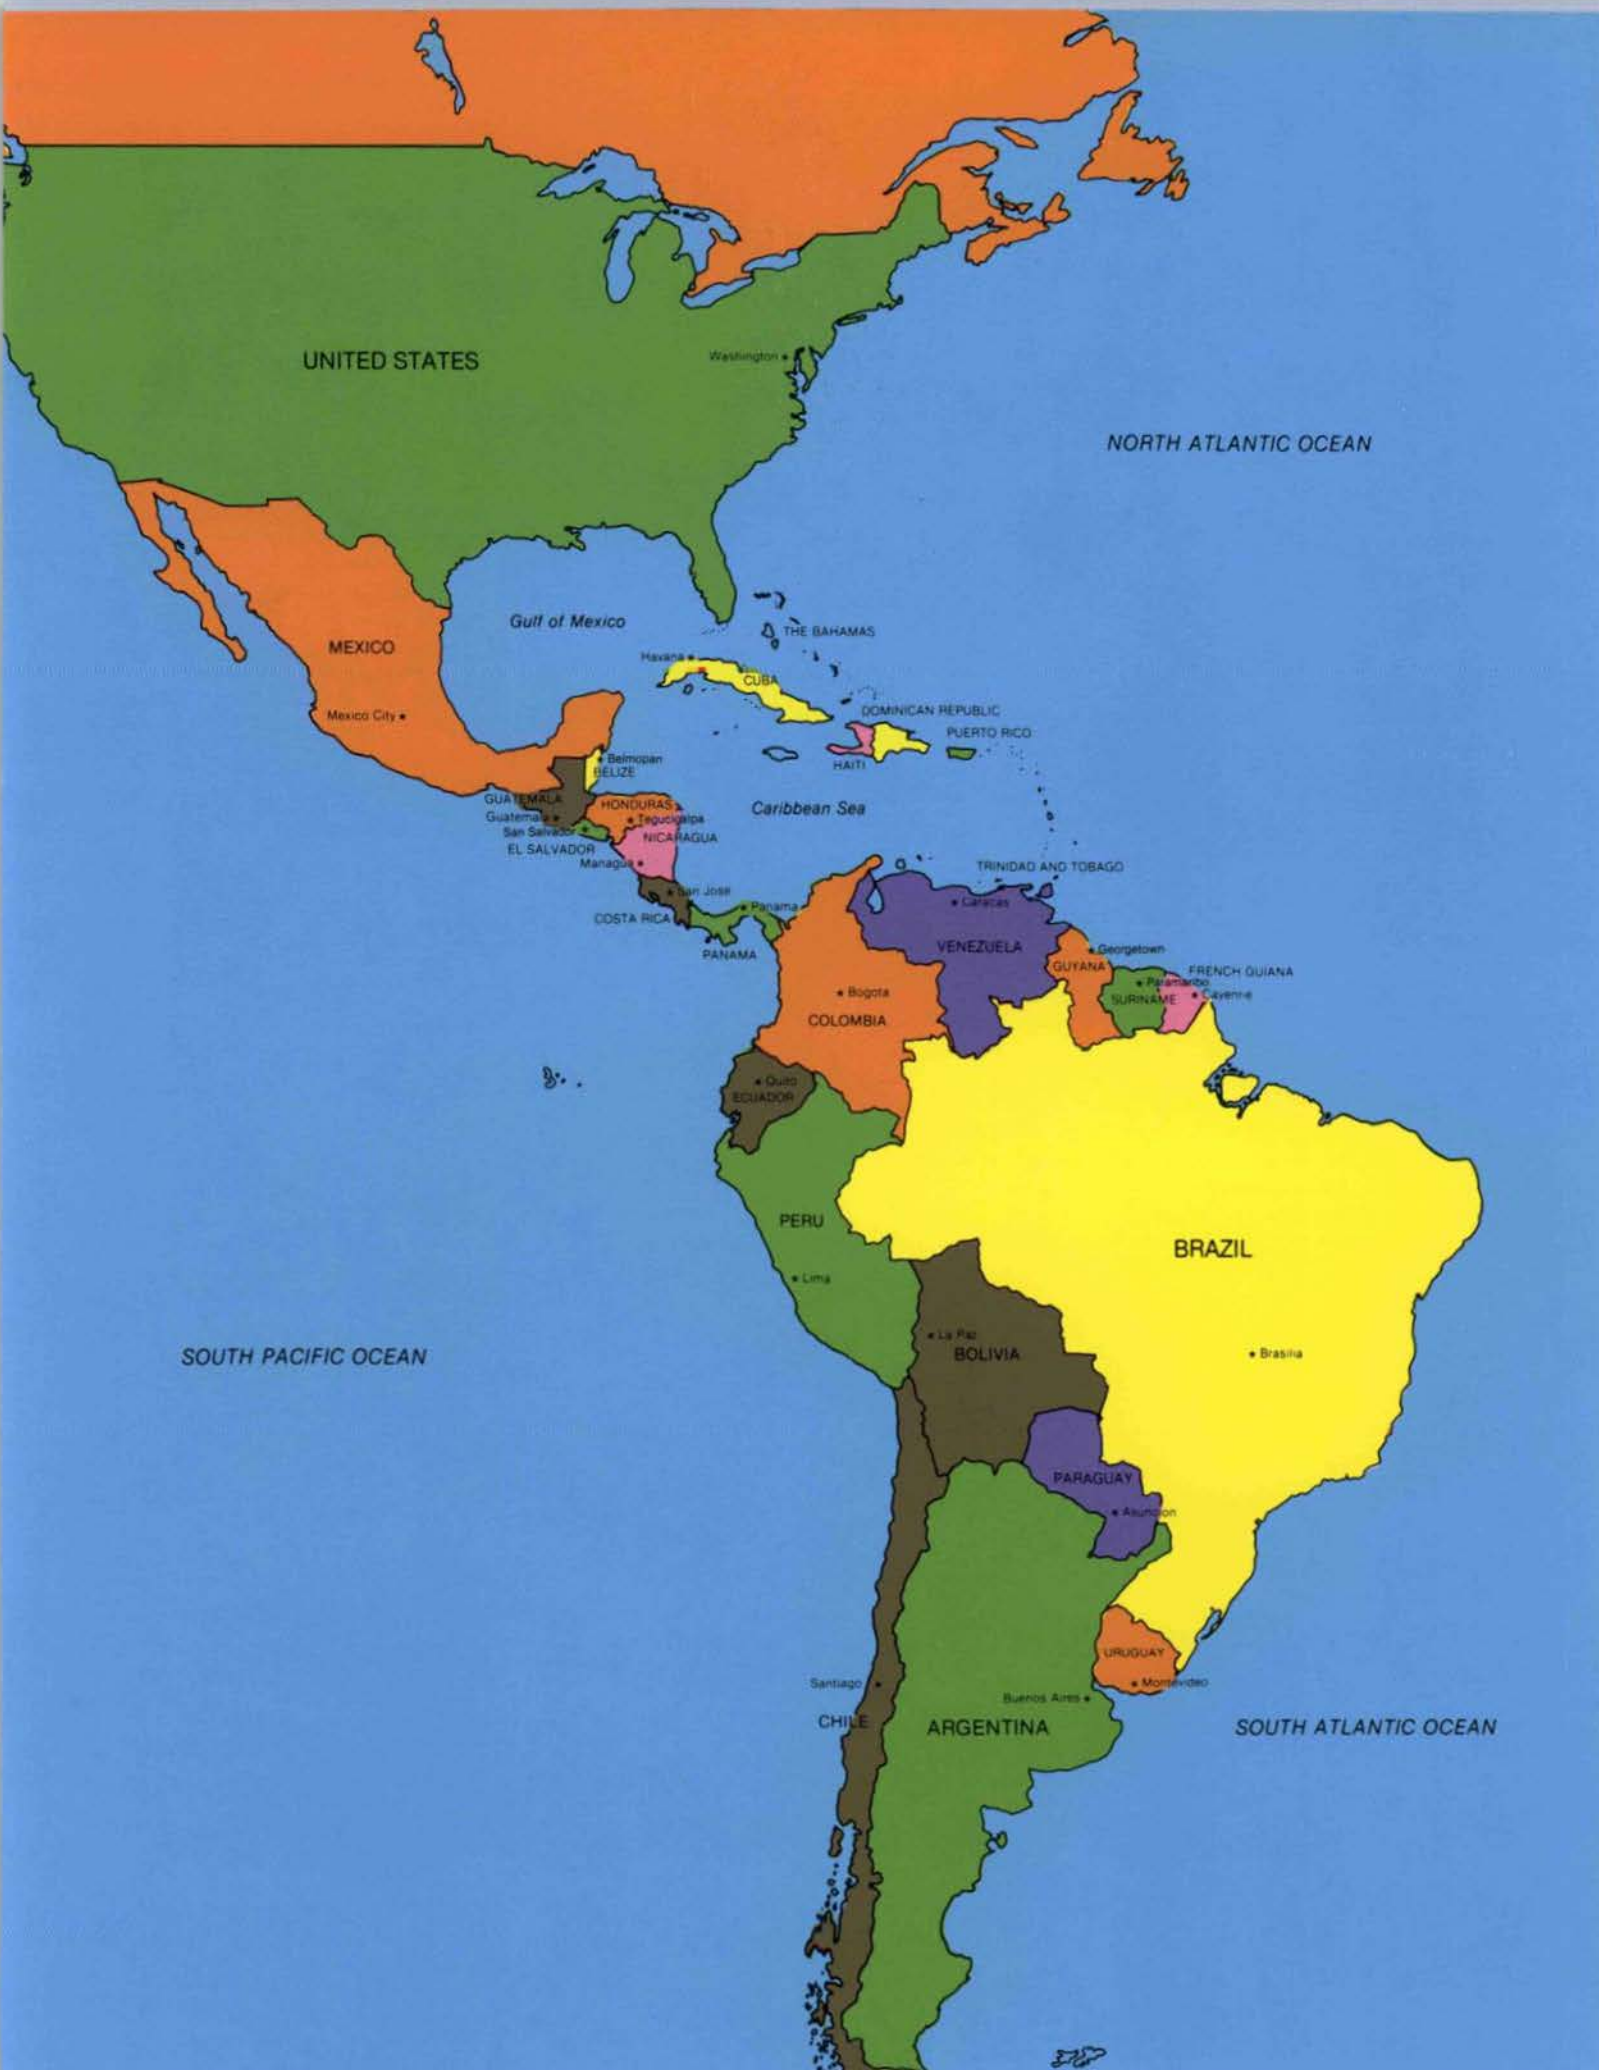 UNITED STATES
Washington
NORTH ATLANTIC OCEAN
Gulf of Mexico
THE BAHAMAS
MEXICO
Havana
CUBA
Mexico City
DOMINICAN REPUBLIC
PUERTO RICO
HAITI
Belmopan
BELIZE
GUATEMALA
HONDURAS
Caribbean Sea
Guatemala
Tegucigalpa
San Salvador
NICARAGUA
EL SALVADOR
Managua
TRINIDAD AND TOBAGO
San Jose
Caracas
Panama
COSTA RICA
VENEZUELA
Georgetown
PANAMA
GUYANA
FRENCH GUIANA
Paramaribo
Bogota
Cayenne
SURINAME
COLOMBIA
Quito
ECUADOR
PERU
BRAZIL
Lima
La Paz
BOLIVIA
Brasilia
SOUTH PACIFIC OCEAN
PARAGUAY
Asuncion
URUGUAY
Santiago
Montevideo
Buenos Aires
CHILE
ARGENTINA
SOUTH ATLANTIC OCEAN